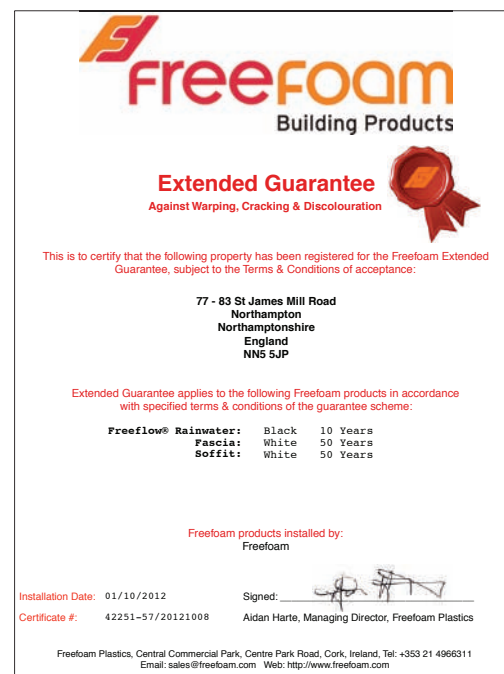 Freefoam
Building Products
Extended Guarantee
Against Warping, Cracking & Discolouration
This is to certify that the following property has been registered for the Freefoam Extended
Guarantee, subject to the Terms & Conditions of acceptance:
77 - 83 St James Mill Road
Northampton
Northamptonshire
England
NN5 5JP
Extended Guarantee applies to the following Freefoam products in accordance
with specified terms & conditions of the guarantee scheme:
Freeflow® Rainwater: Black 10 Years
Fascia: White 50 Years
Soffit: White 50 Years
Freefoam products installed by:
Freefoam
Installation Date: 01/10/2012 Signed:
Certificate #: 42251-57/20121008 Aidan Harte, Managing Director, Freefoam Plastics
Freefoam Plastics, Central Commercial Park, Centre Park Road, Cork, Ireland, Tel: +353 21 4966311
Email: sales@freefoam.com Web: http://www.freefoam.com